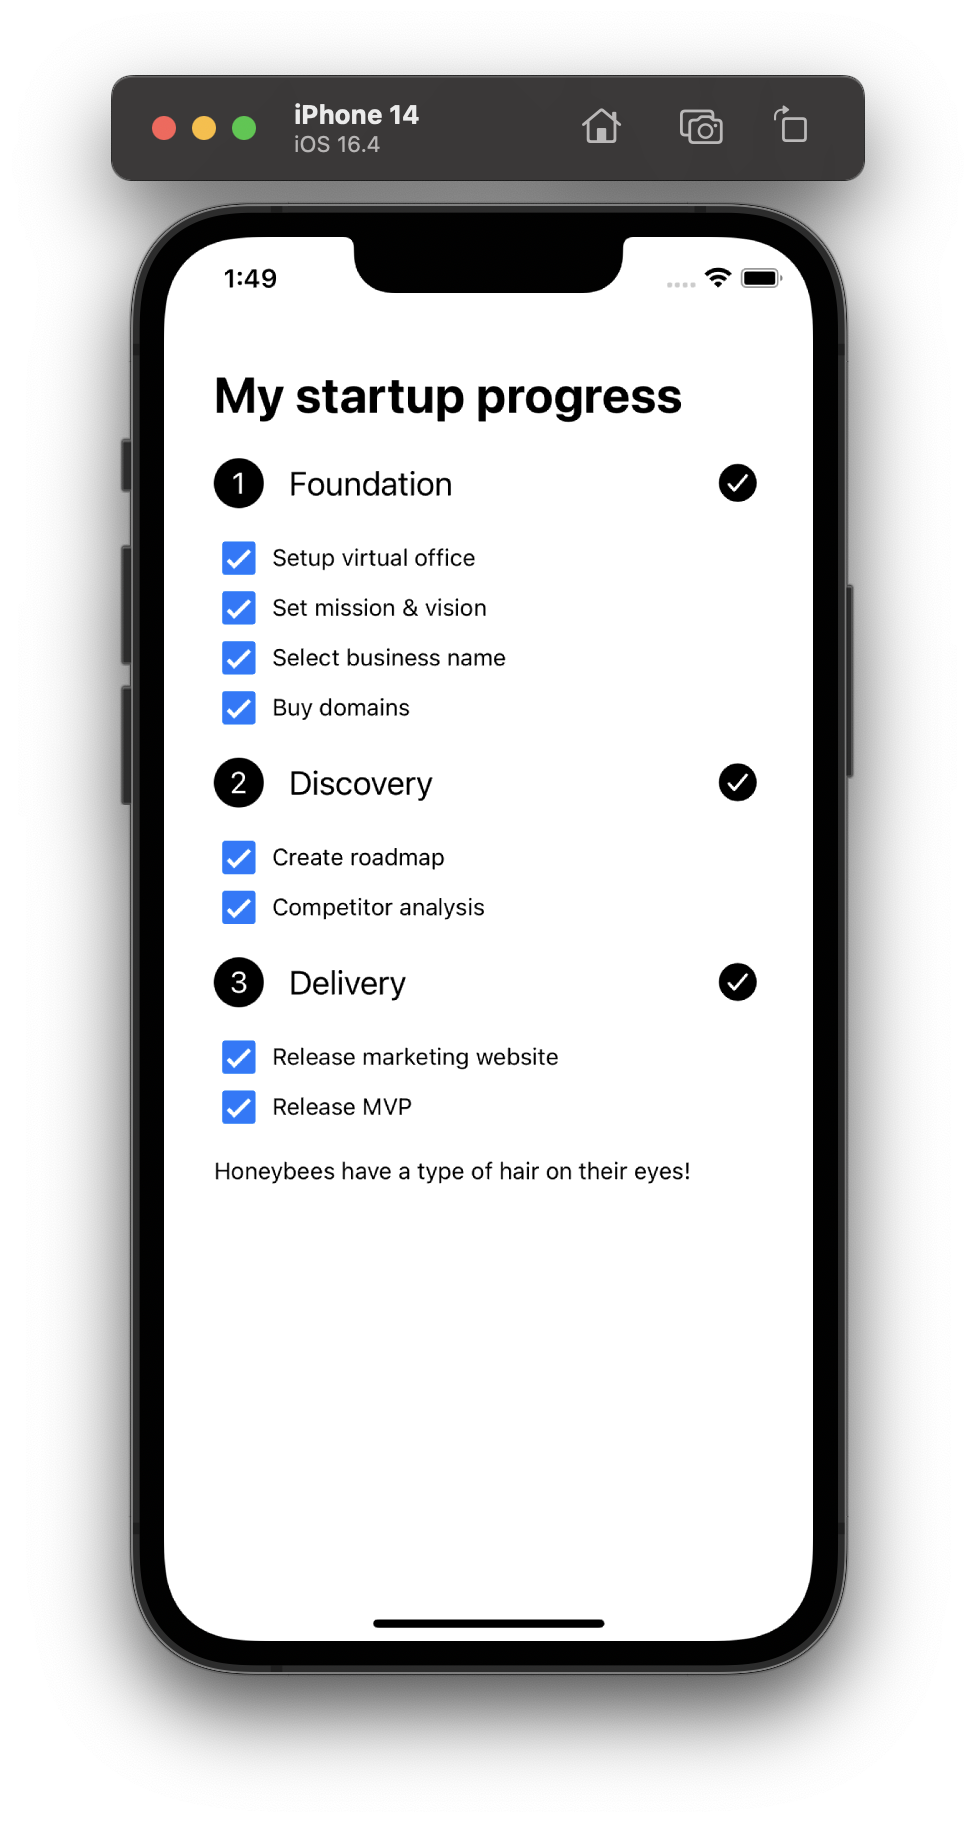 iPhone 14
iOS 16.4
1:49
My startup progress
1 Foundation
Setup virtual office
Set mission & vision
Select business name
Buy domains
2 Discovery
Create roadmap
Competitor analysis
3 Delivery
Release marketing website
Release MVP
Honeybees have a type of hair on their eyes!